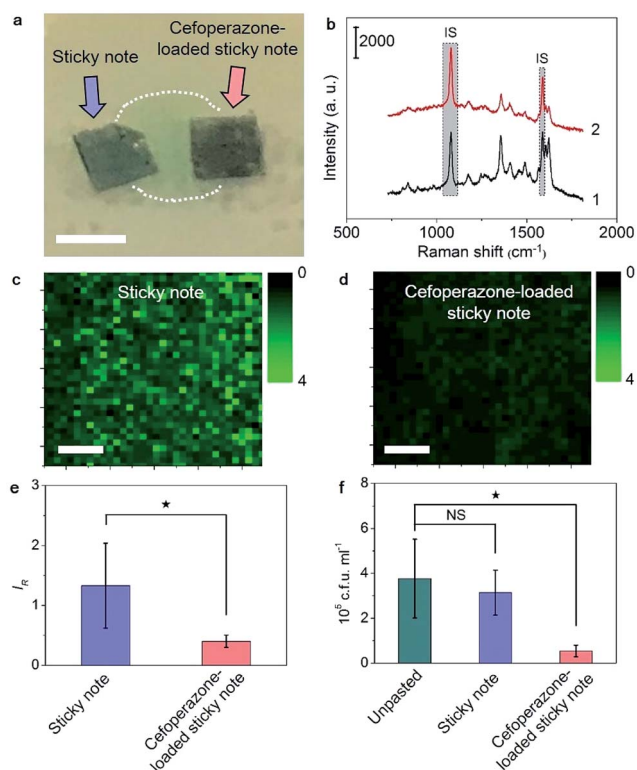 a
Sticky note
Cefoperazone-
loaded sticky note
b
2000
IS
IS
2
1
Intensity (a. u.)
500
1000
1500
2000
Raman shift (cm⁻¹)
c
Sticky note
0
4
d
Cefoperazone-loaded
sticky note
0
4
e
3
2
1
0
I_R
★
Sticky note
Cefoperazone-
loaded sticky note
f
8
6
4
2
0
10⁵ c.f.u. ml⁻¹
NS
★
Unpasted
Sticky note
Cefoperazone-
loaded sticky note